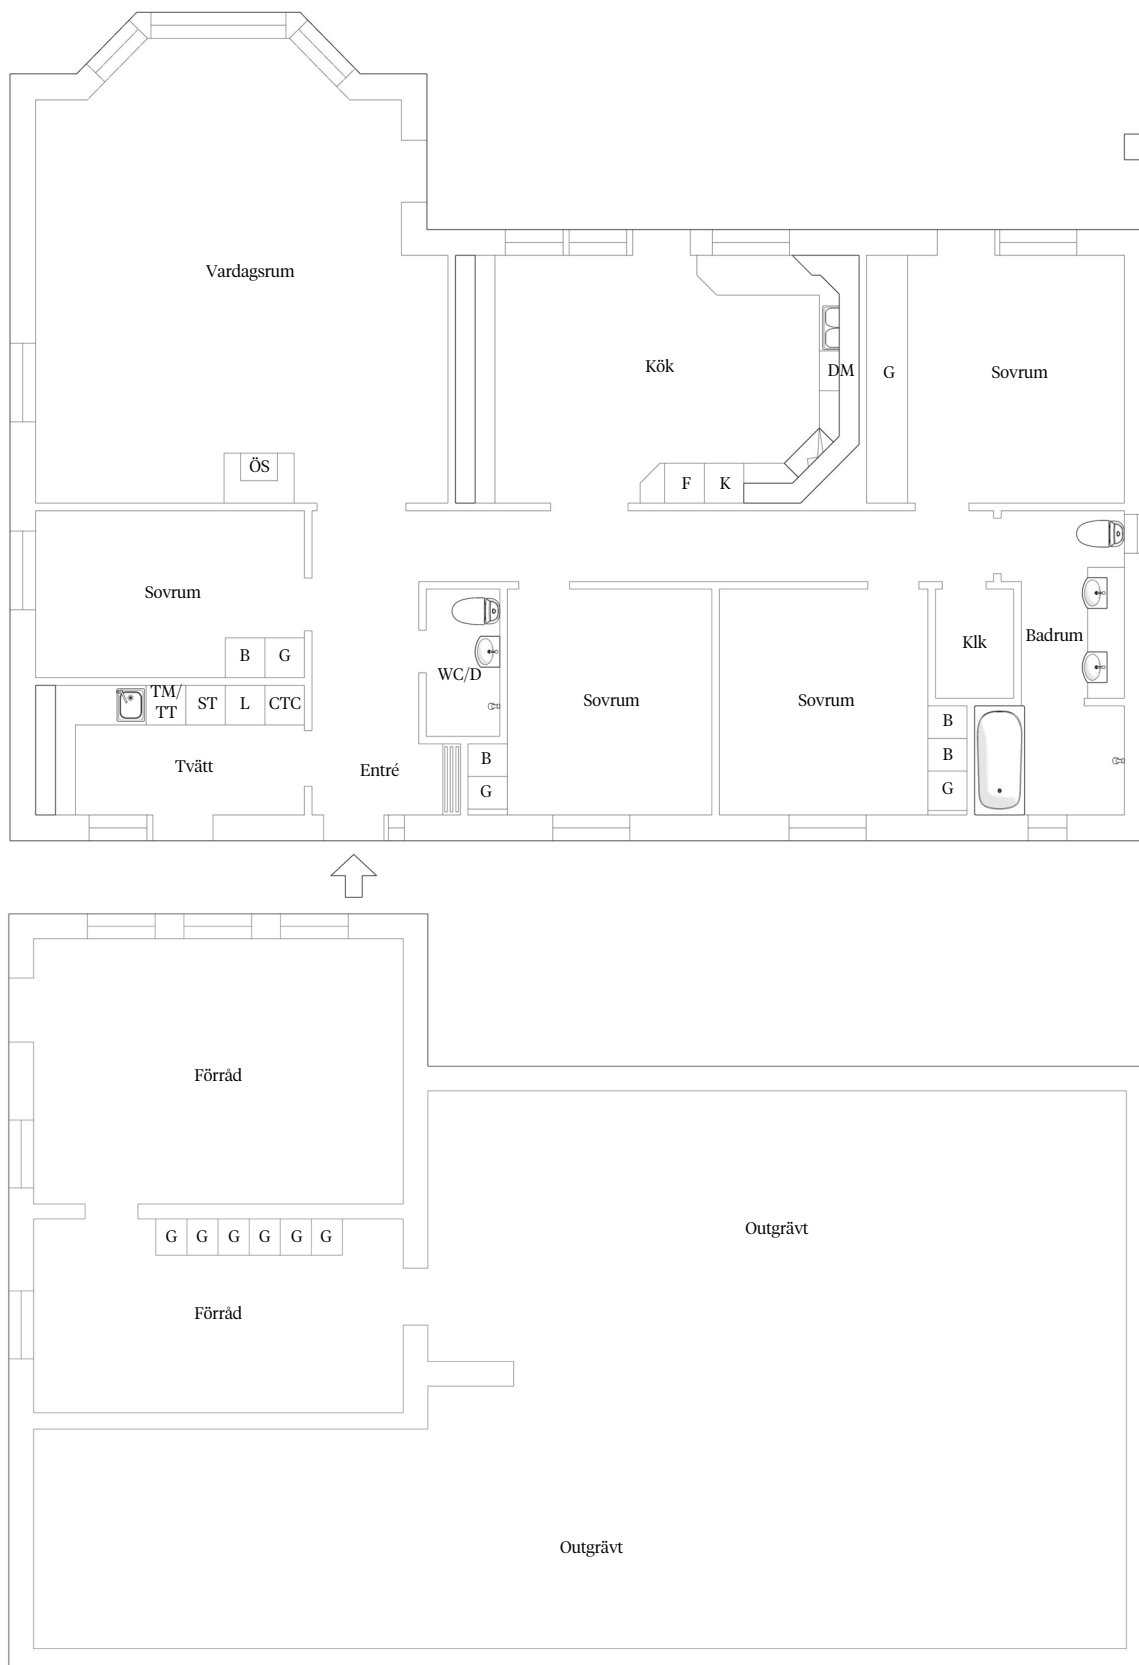 Vardagsrum
Kök
DM
G
Sovrum
ÖS
F
K
Sovrum
B
G
WC/D
Klk
Badrum
TM/
TT
ST
L
CTC
Sovrum
Sovrum
Tvätt
Entré
B
G
B
B
G
Förråd
G
G
G
G
G
G
Outgrävt
Förråd
Outgrävt